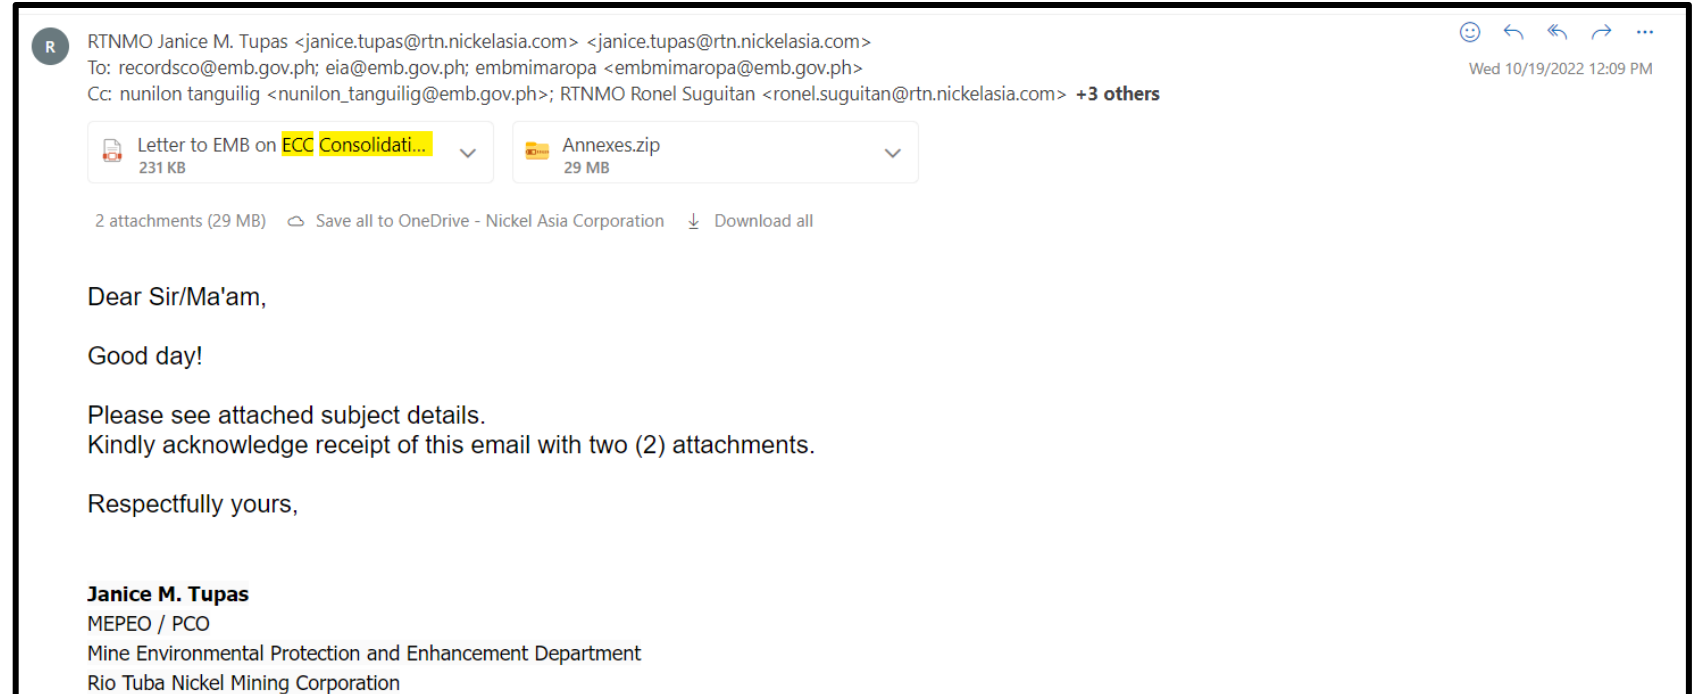 R
RTNMO Janice M. Tupas <janice.tupas@rtn.nickelasia.com> <janice.tupas@rtn.nickelasia.com>
To: recordsco@emb.gov.ph; eia@emb.gov.ph; embmimaropa <embmimaropa@emb.gov.ph>
Wed 10/19/2022 12:09 PM
Cc: nunilon tanguilig <nunilon_tanguilig@emb.gov.ph>; RTNMO Ronel Suguitan <ronel.suguitan@rtn.nickelasia.com> +3 others
Letter to EMB on ECC Consolidati...
231 KB
Annexes.zip
29 MB
2 attachments (29 MB) Save all to OneDrive - Nickel Asia Corporation Download all
Dear Sir/Ma'am,
Good day!
Please see attached subject details.
Kindly acknowledge receipt of this email with two (2) attachments.
Respectfully yours,
Janice M. Tupas
MEPEO / PCO
Mine Environmental Protection and Enhancement Department
Rio Tuba Nickel Mining Corporation